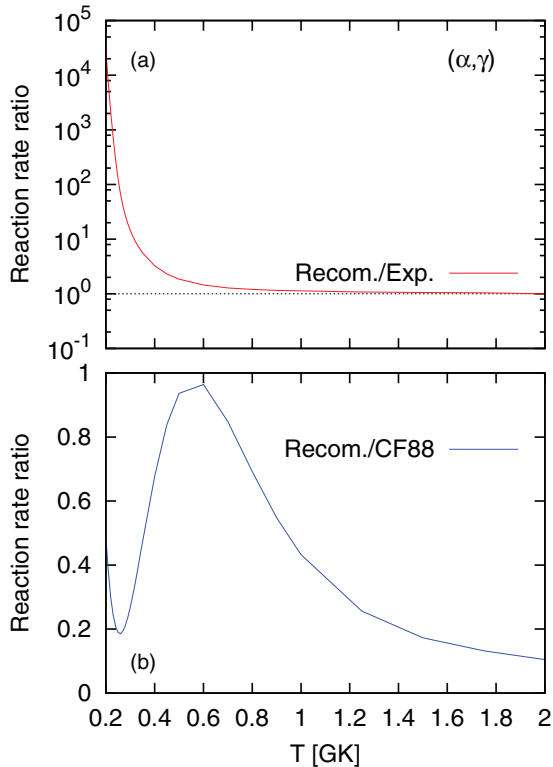 10^5
(a)
(α,γ)
10^4
10^3
10^2
10^1
Recom./Exp.
10^0
10^-1
Reaction rate ratio
1
0.8
Recom./CF88
0.6
0.4
0.2
(b)
0
Reaction rate ratio
0.2 0.4 0.6 0.8 1 1.2 1.4 1.6 1.8 2
T [GK]